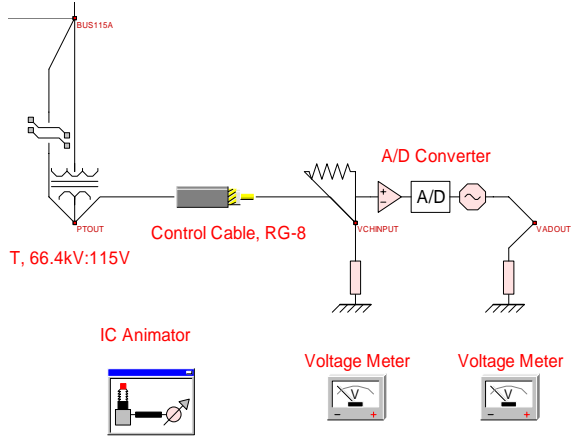 BUS115A
A/D Converter
A/D
PTOUT
VCHINPUT
VADOUT
Control Cable, RG-8
T, 66.4kV:115V
IC Animator
Voltage Meter
Voltage Meter
V
V